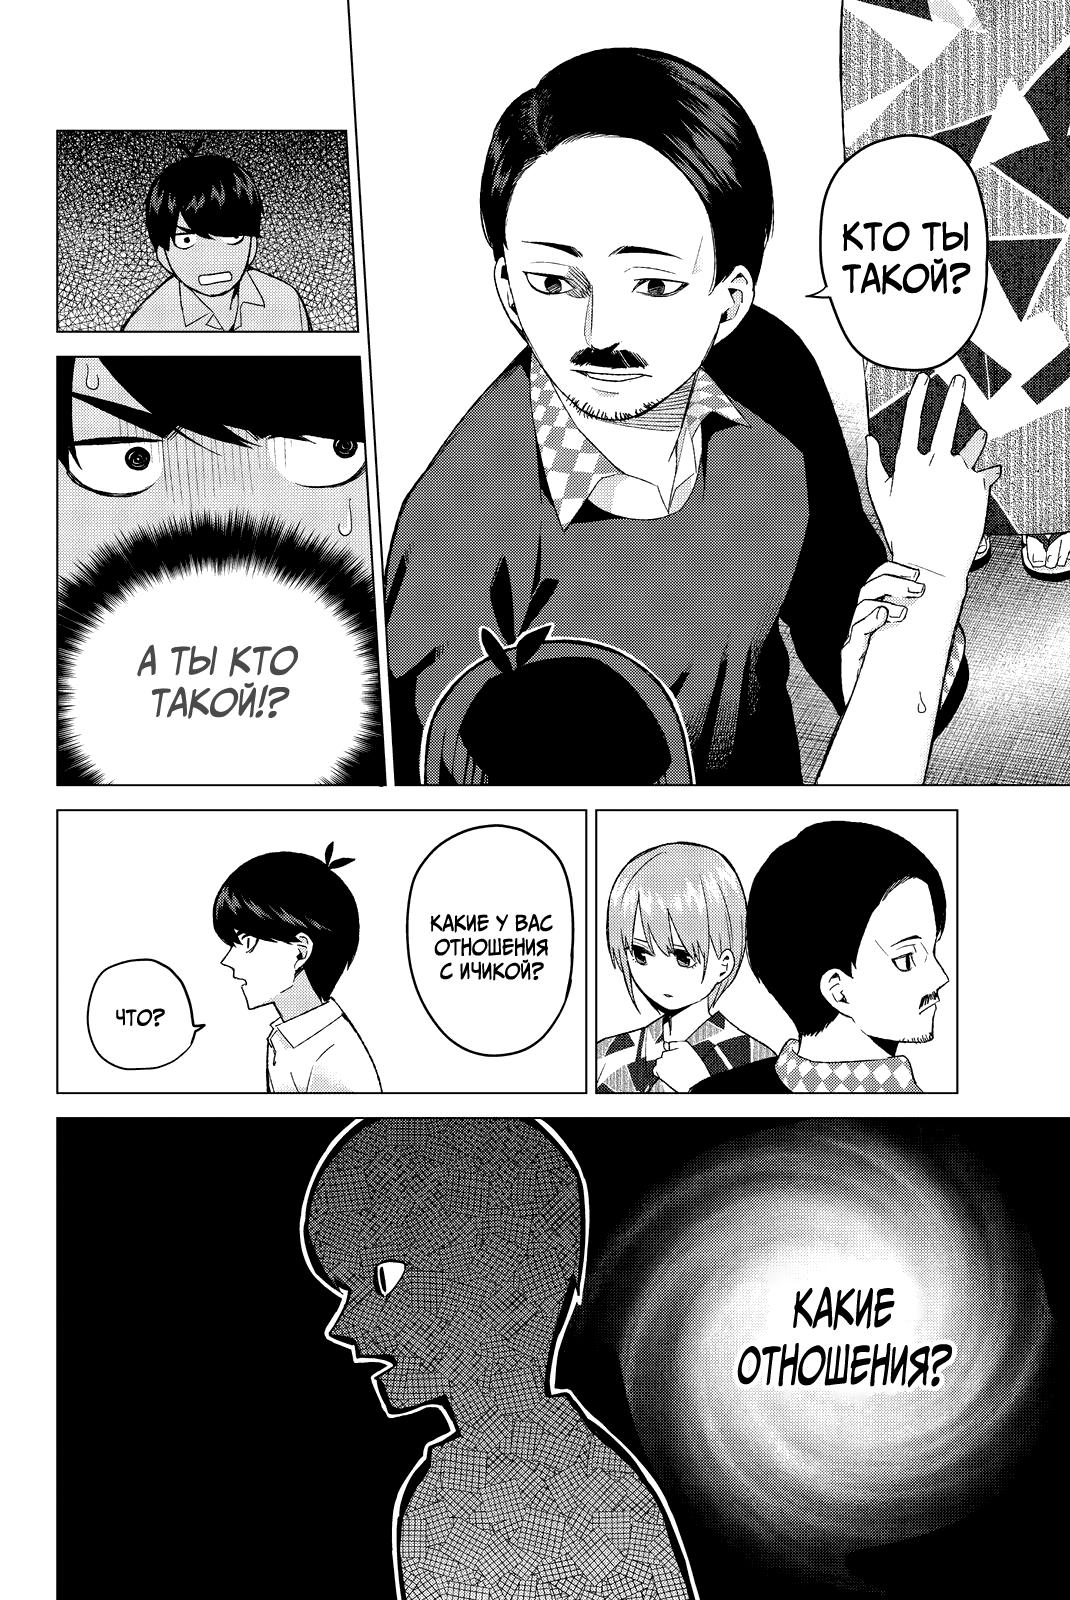 КТО ТЫ
ТАКОЙ?
А ТЫ КТО
ТАКОЙ!?
КАКИЕ У ВАС
ОТНОШЕНИЯ
С ИЧИКОЙ?
ЧТО?
КАКИЕ
ОТНОШЕНИЯ?